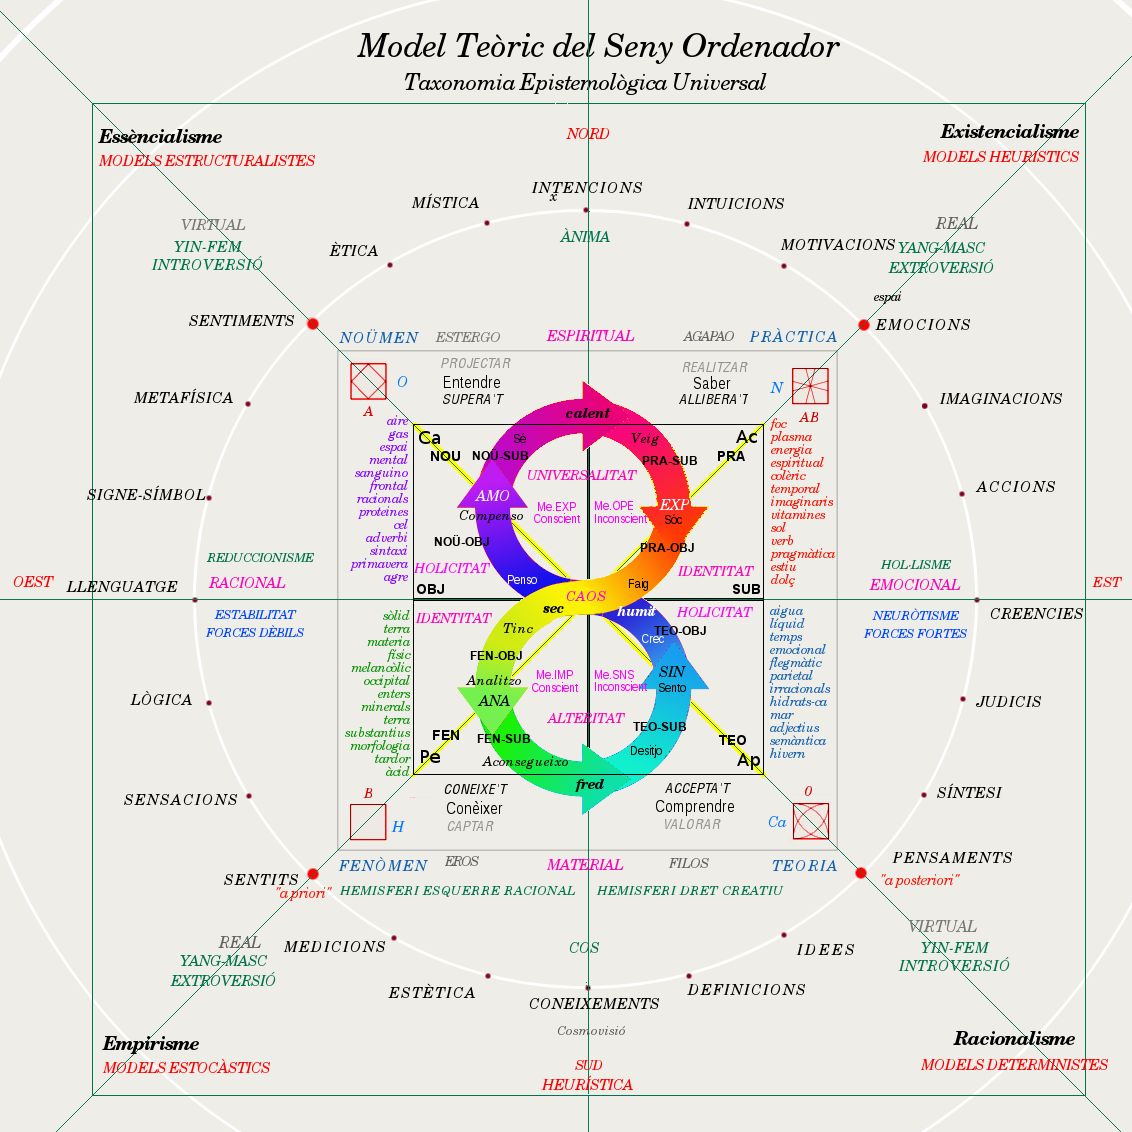 Model Teòric del Seny Ordenador
Taxonomia Epistemològica Universal
Essèncialisme
MODELS ESTRUCTURALISTES
NORD
Existencialisme
MODELS HEURISTICS
MÍSTICA
INTENCIONS
x
INTUICIONS
VIRTUAL
YIN-FEM
INTROVERSIÓ
ÈTICA
ÀNIMA
MOTIVACIONS
REAL
YANG-MASC
EXTROVERSIÓ
espai
SENTIMENTS
EMOCIONS
NOÜMEN
ESTERGO
ESPIRITUAL
AGAPAO
PRÀCTICA
PROJECTAR
Entendre
SUPERA'T
REALITZAR
Saber
ALLIBERA'T
O
A
N
AB
METAFÍSICA
IMAGINACIONS
aire
gas
espai
mental
sanguino
frontal
racionals
proteines
cel
adverbi
sintaxi
primavera
agre
Ca
NOU
Sé
NOÜ-SUB
calent
Veig
Ac
PRA
PRA-SUB
UNIVERSALITAT
AMO
Compenso
Me.EXP
Conscient
Me.OPE
Inconscient
EXP
Sóc
NOÜ-OBJ
PRA-OBJ
HOLICITAT
Penso
Faig
IDENTITAT
OBJ
SUB
foc
plasma
energia
espiritual
colèric
temporal
imaginaris
vitamines
sol
verb
pragmàtica
estiu
dolç
SIGNE-SÍMBOL
ACCIONS
REDUCCIONISME
OEST
LLENGUATGE
RACIONAL
HOL·LISME
EMOCIONAL
EST
ESTABILITAT
FORCES DÈBILS
NEURÒTISME
FORCES FORTES
CREENCIES
CAOS
sec
humit
sòlid
terra
materia
físic
melancòlic
occipital
enters
minerals
terra
substantius
morfologia
tardor
àcid
IDENTITAT
HOLICITAT
Tinc
TEO-OBJ
Crec
FEN-OBJ
Analitzo
ANA
Me.IMP
Conscient
Me.SNS
Inconscient
SIN
Sento
ALTERITAT
FEN
FEN-SUB
TEO-SUB
TEO
Pe
Aconsegueixo
Desitjo
Ap
fred
aigua
líquid
temps
emocional
flegmàtic
parietal
irracionals
hidrats-ca
mar
adjectius
semàntica
hivern
LÒGICA
JUDICIS
SENSACIONS
SÍNTESI
B
H
CONEIXE'T
Conèixer
CAPTAR
ACCEPTA'T
Comprendre
VALORAR
0
Ca
FENÒMEN
EROS
MATERIAL
FILOS
TEORIA
SENTITS
"a priori"
HEMISFERI ESQUERRE RACIONAL
HEMISFERI DRET CREATIU
PENSAMENTS
"a posteriori"
REAL
YANG-MASC
EXTROVERSIÓ
MEDICIONS
COS
IDEES
VIRTUAL
YIN-FEM
INTROVERSIÓ
ESTÈTICA
CONEIXEMENTS
DEFINICIONS
Cosmovisió
Empírisme
MODELS ESTOCÀSTICS
SUD
HEURÍSTICA
Racionalisme
MODELS DETERMINISTES